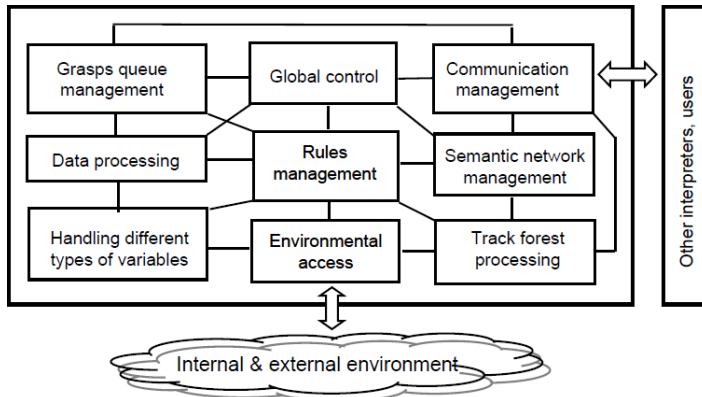 Grasps queue
management
Global control
Communication
management
Data processing
Rules
management
Semantic network
management
Handling different
types of variables
Environmental
access
Track forest
processing
Other interpreters, users
Internal & external environment